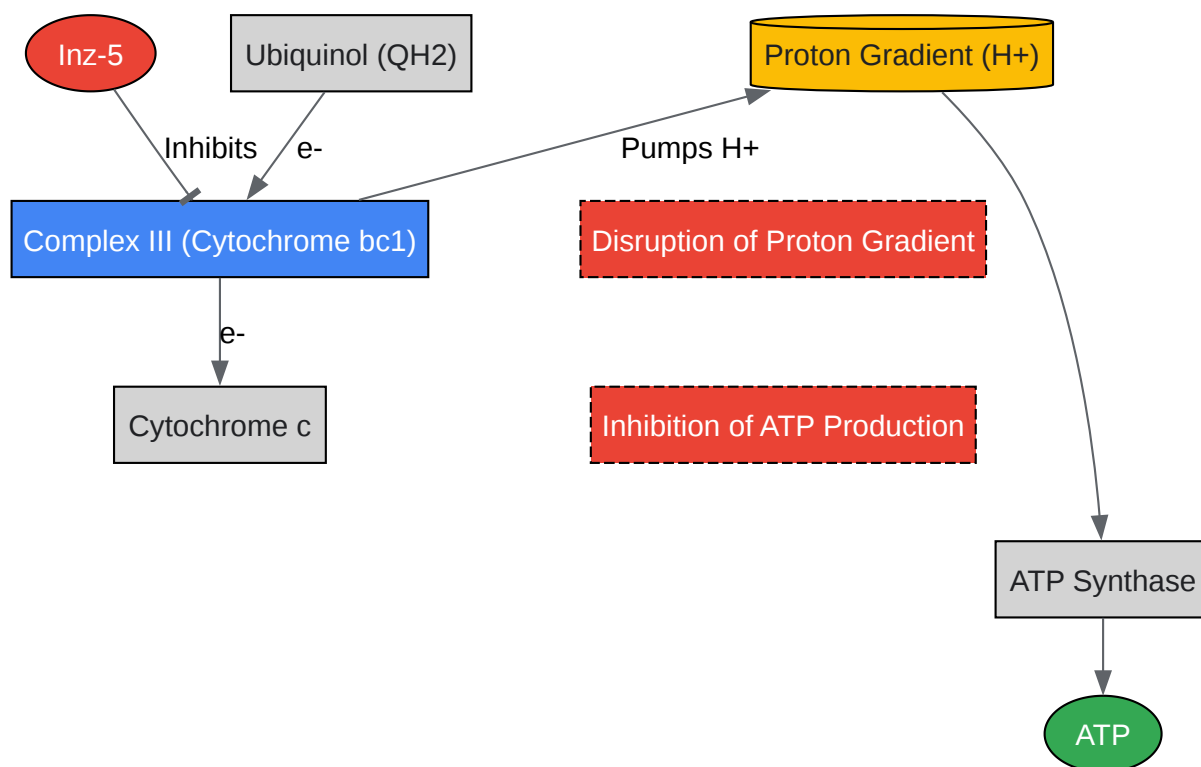 Inz-5
Ubiquinol (QH2)
Proton Gradient (H+)
Inhibits
e-
Pumps H+
Complex III (Cytochrome bc1)
Disruption of Proton Gradient
e-
Cytochrome c
Inhibition of ATP Production
ATP Synthase
ATP